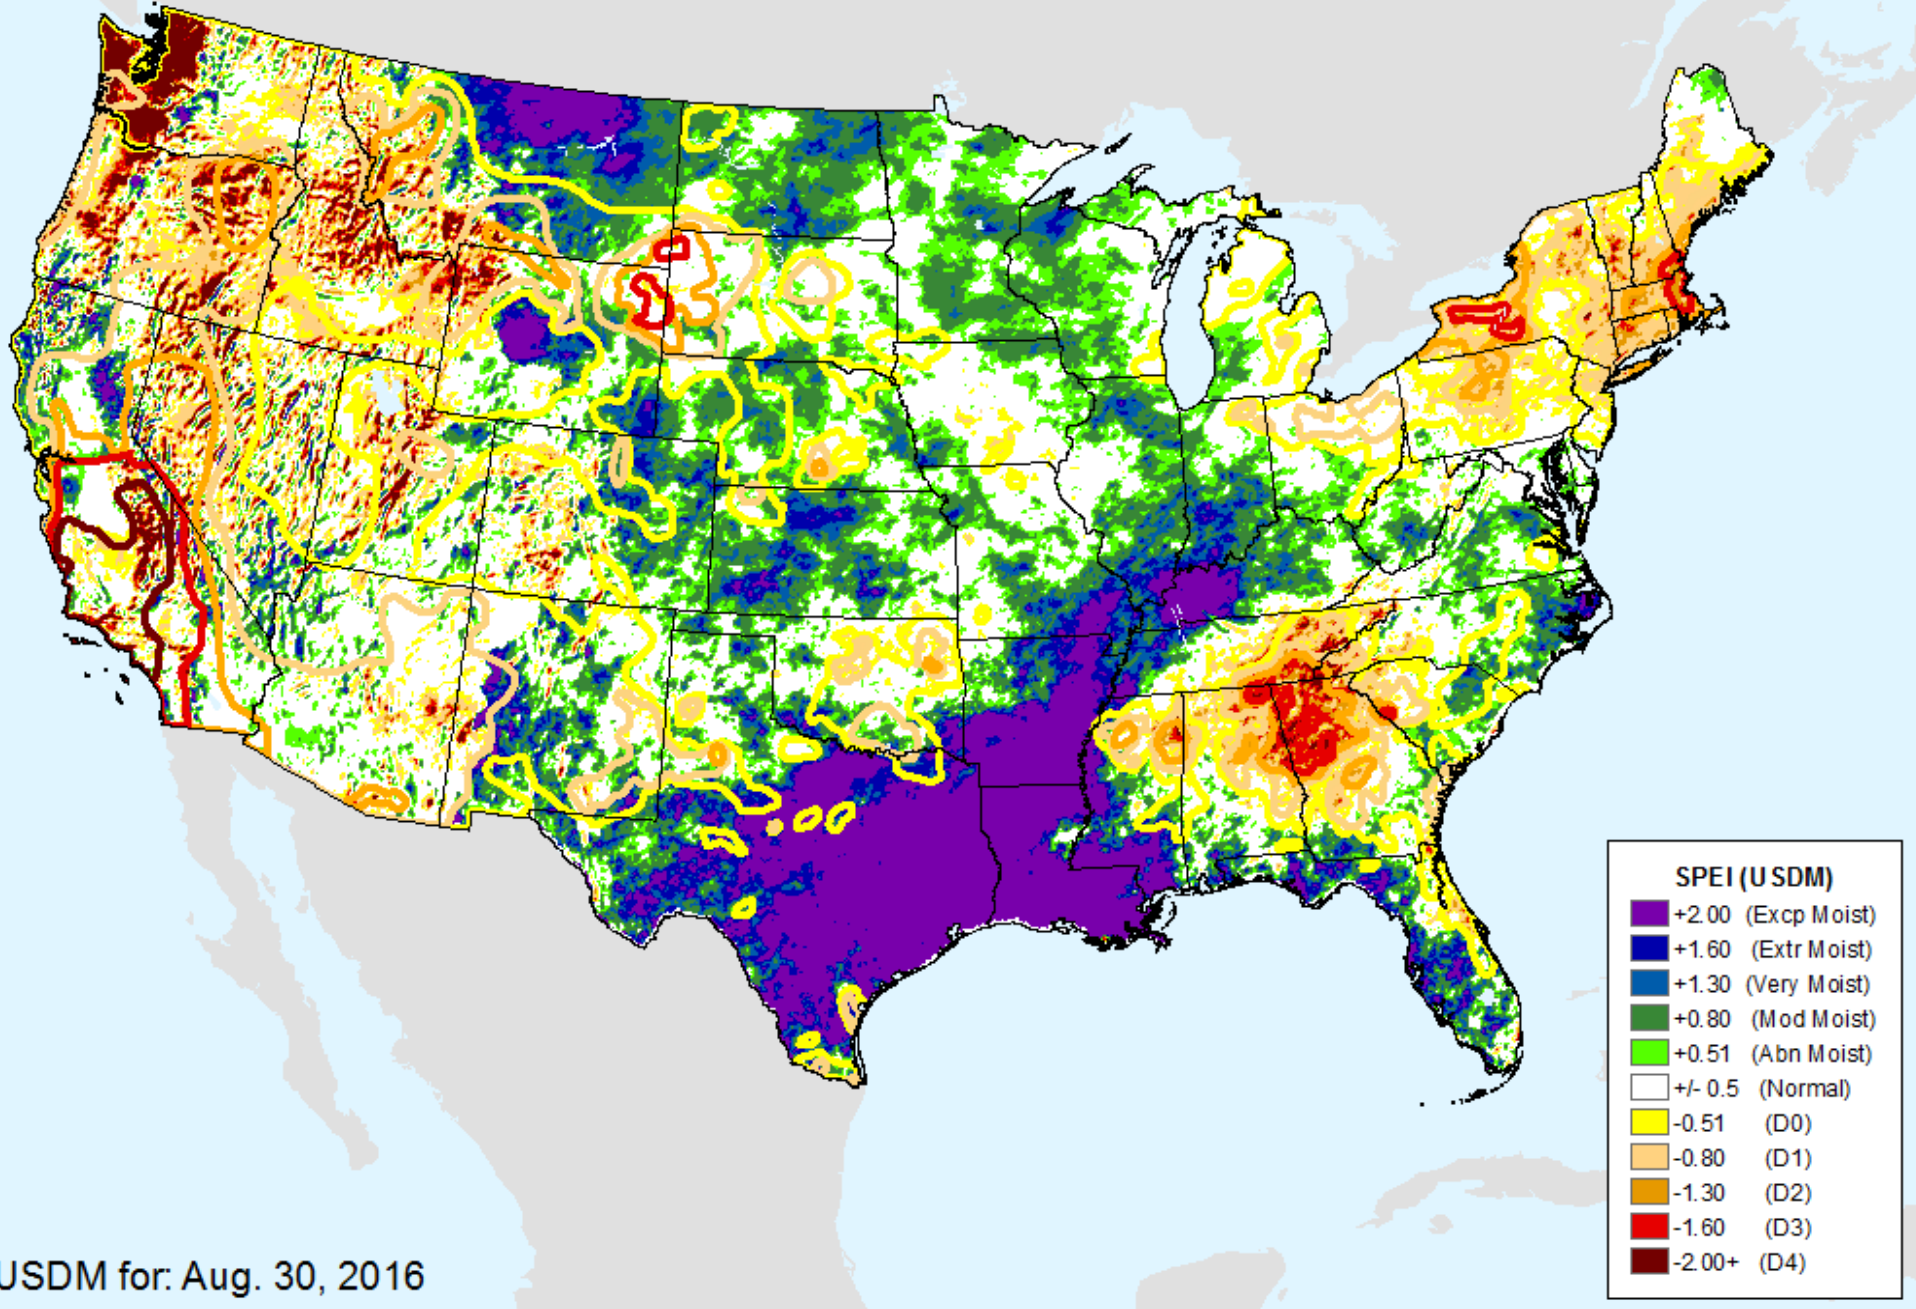 SPEI (USDM)
+2.00 (Excp Moist)
+1.60 (Extr Moist)
+1.30 (Very Moist)
+0.80 (Mod Moist)
+0.51 (Abn Moist)
+/- 0.5 (Normal)
-0.51 (D0)
-0.80 (D1)
-1.30 (D2)
-1.60 (D3)
-2.00+ (D4)
USDM for: Aug. 30, 2016